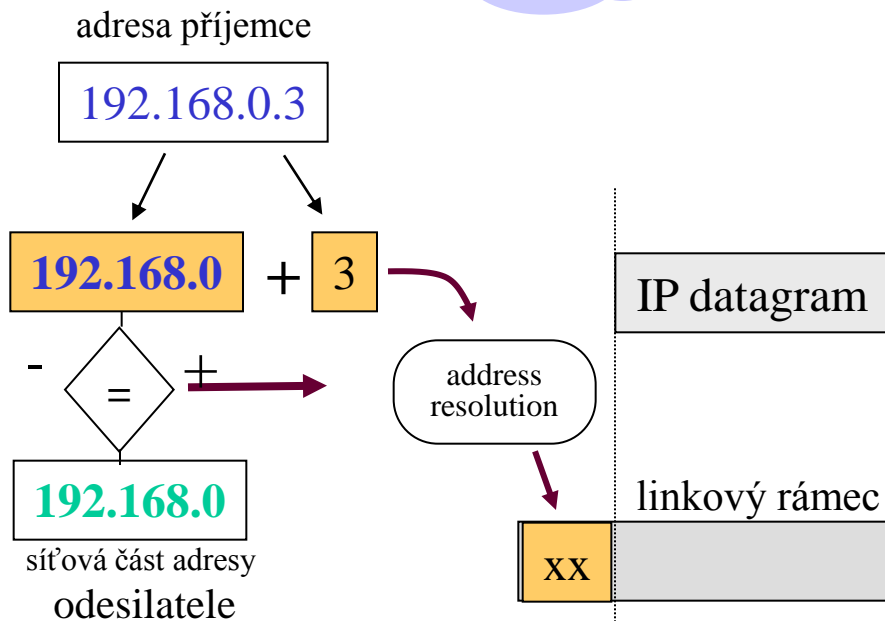 adresa příjemce
192.168.0.3
192.168.0 + 3
IP datagram
- = +
address
resolution
192.168.0
linkový rámec
síťová část adresy
xx
odesilatele